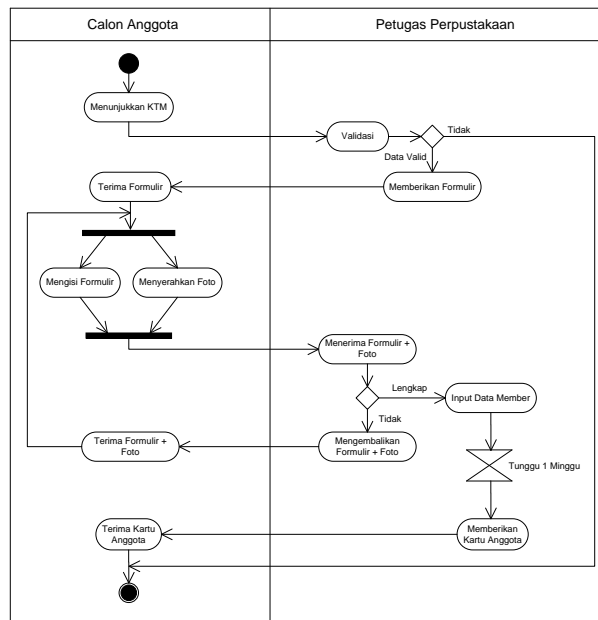 Calon Anggota
Petugas Perpustakaan
Menunjukkan KTM
Validasi
Tidak
Data Valid
Terima Formulir
Memberikan Formulir
Mengisi Formulir
Menyerahkan Foto
Menerima Formulir +
Foto
Lengkap
Input Data Member
Tidak
Terima Formulir +
Foto
Mengembalikan
Formulir + Foto
Tunggu 1 Minggu
Terima Kartu
Anggota
Memberikan
Kartu Anggota